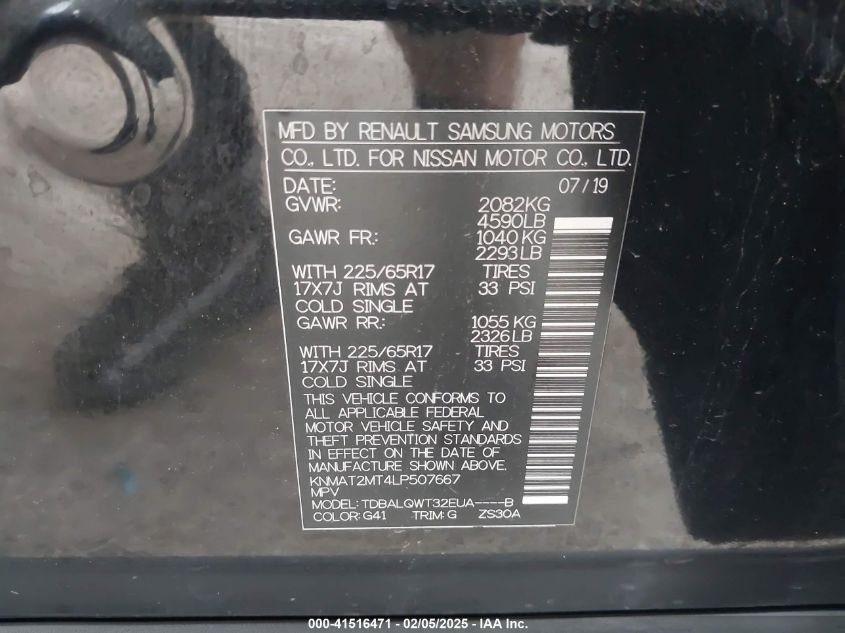 MFD BY RENAULT SAMSUNG MOTORS
CO., LTD. FOR NISSAN MOTOR CO., LTD.
DATE: 07/19
GVWR: 2082KG
4590LB
GAWR FR: 1040KG
2293LB
WITH 225/65R17 TIRES
17X7J RIMS AT 33 PSI
COLD SINGLE
GAWR RR: 1055KG
2326LB
WITH 225/65R17 TIRES
17X7J RIMS AT 33 PSI
COLD SINGLE
THIS VEHICLE CONFORMS TO
ALL APPLICABLE FEDERAL
MOTOR VEHICLE SAFETY AND
THEFT PREVENTION STANDARDS
IN EFFECT ON THE DATE OF
MANUFACTURE SHOWN ABOVE.
KNMAT2MT4LP507667
MPV
MODEL: TDBALQWT32EUA----B
COLOR: G41 TRIM: G ZS30A
000-41516471 - 02/05/2025 - IAA Inc.